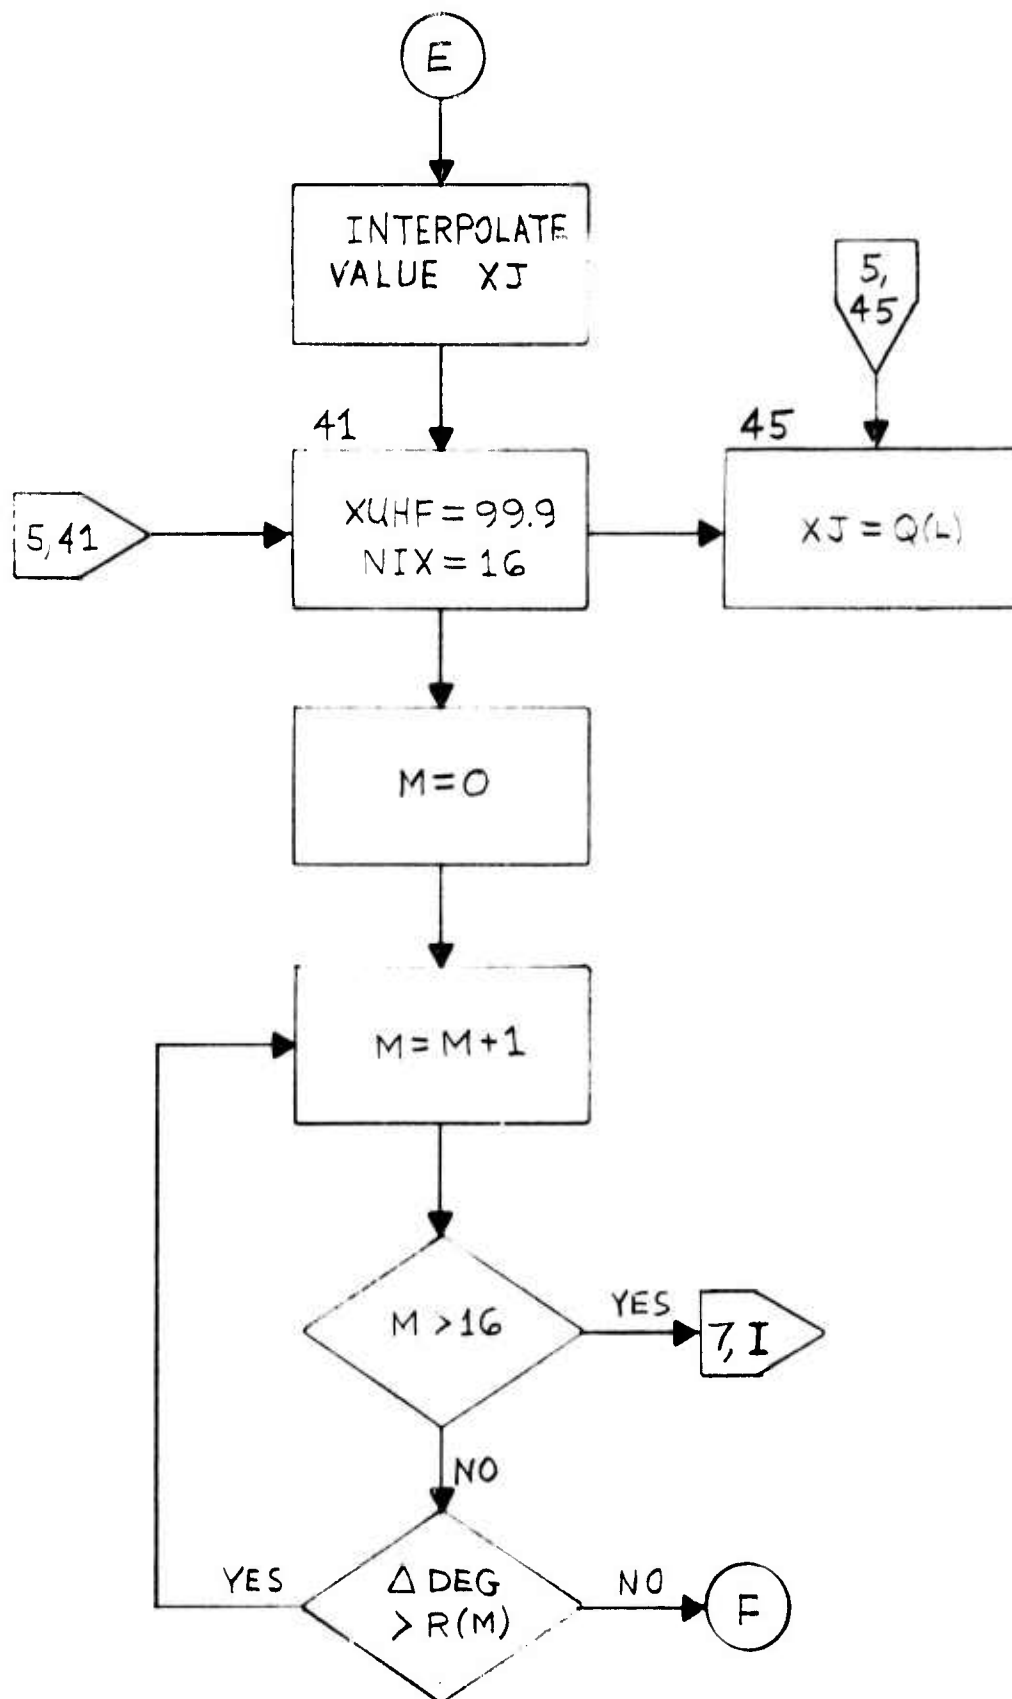 E
INTERPOLATE
VALUE XJ
5,
45
41
45
5,41
XUHF = 99.9
NIX = 16
XJ = Q(L)
M = 0
M = M + 1
M > 16
YES
7, I
NO
YES
Δ DEG
> R(M)
NO
F